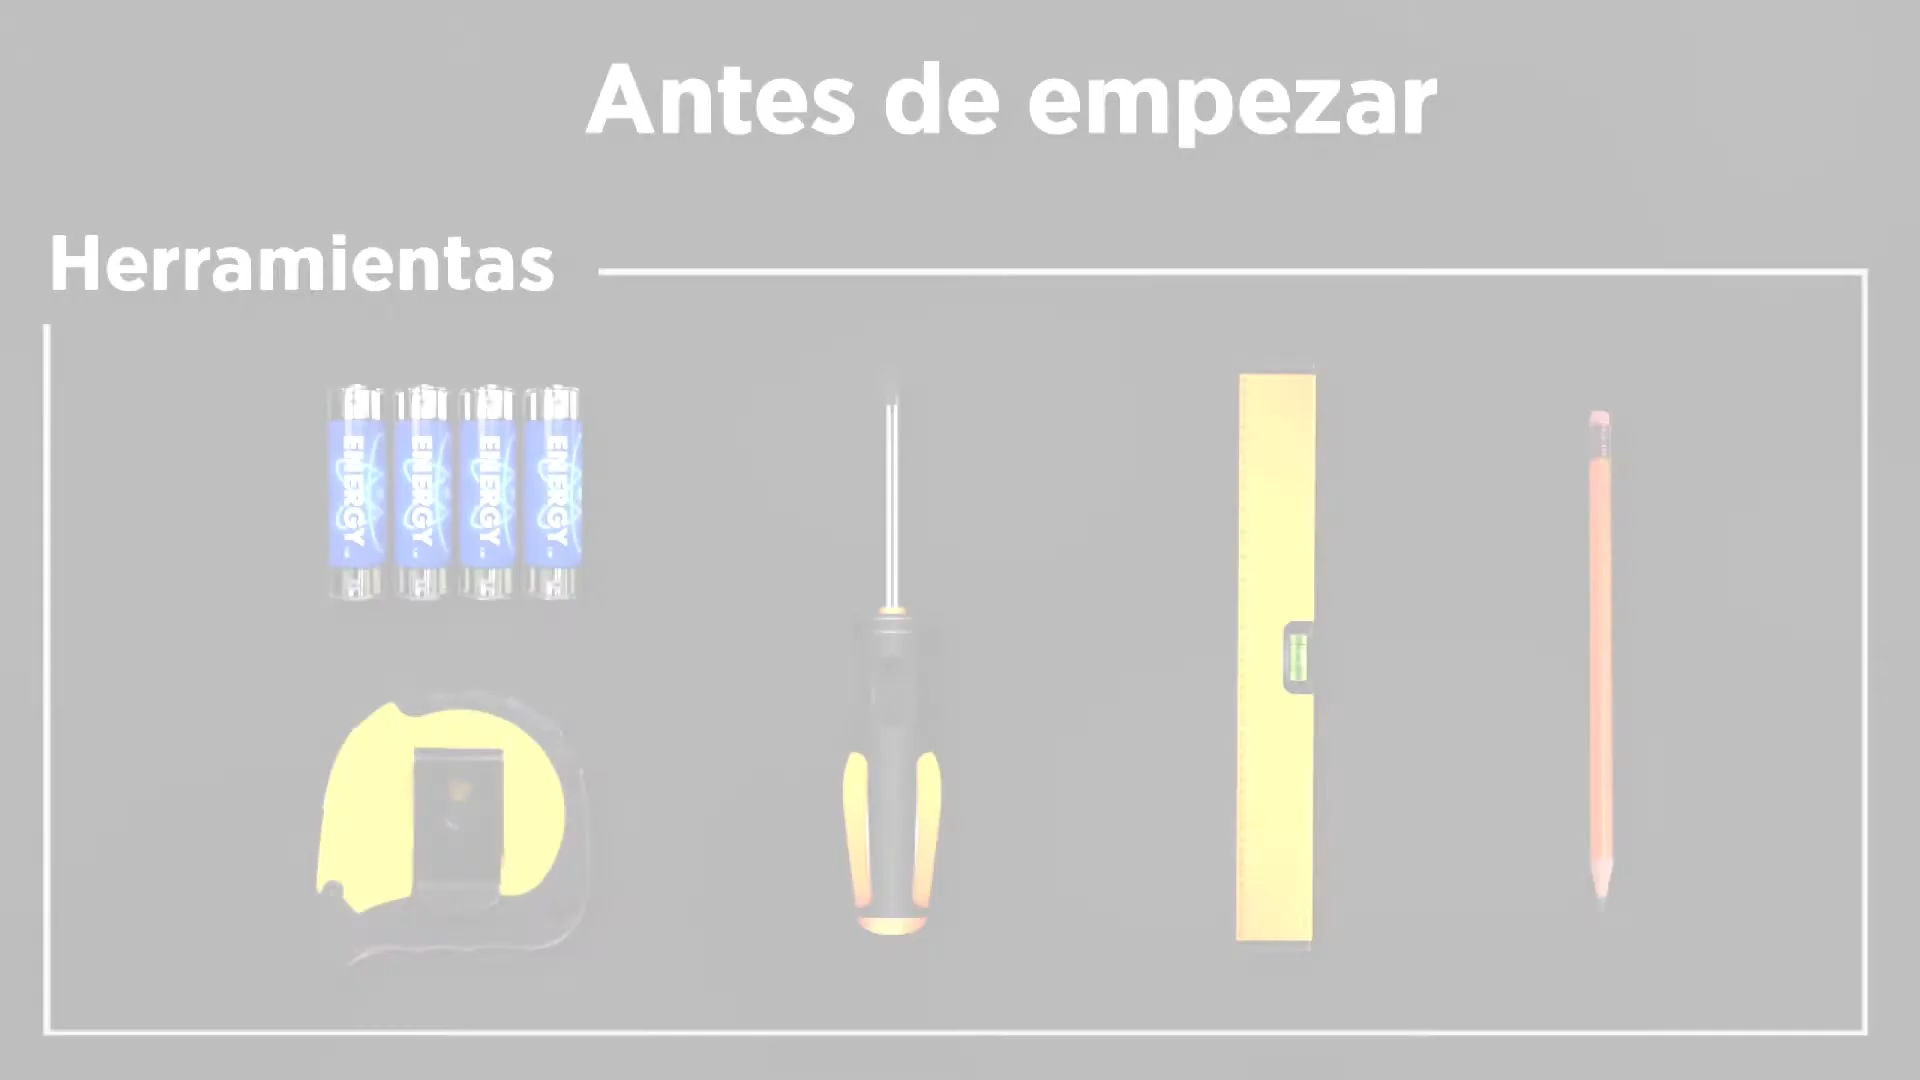 Antes de empezar
Herramientas
ENERGY
ENERGY
ENERGY
ENERGY